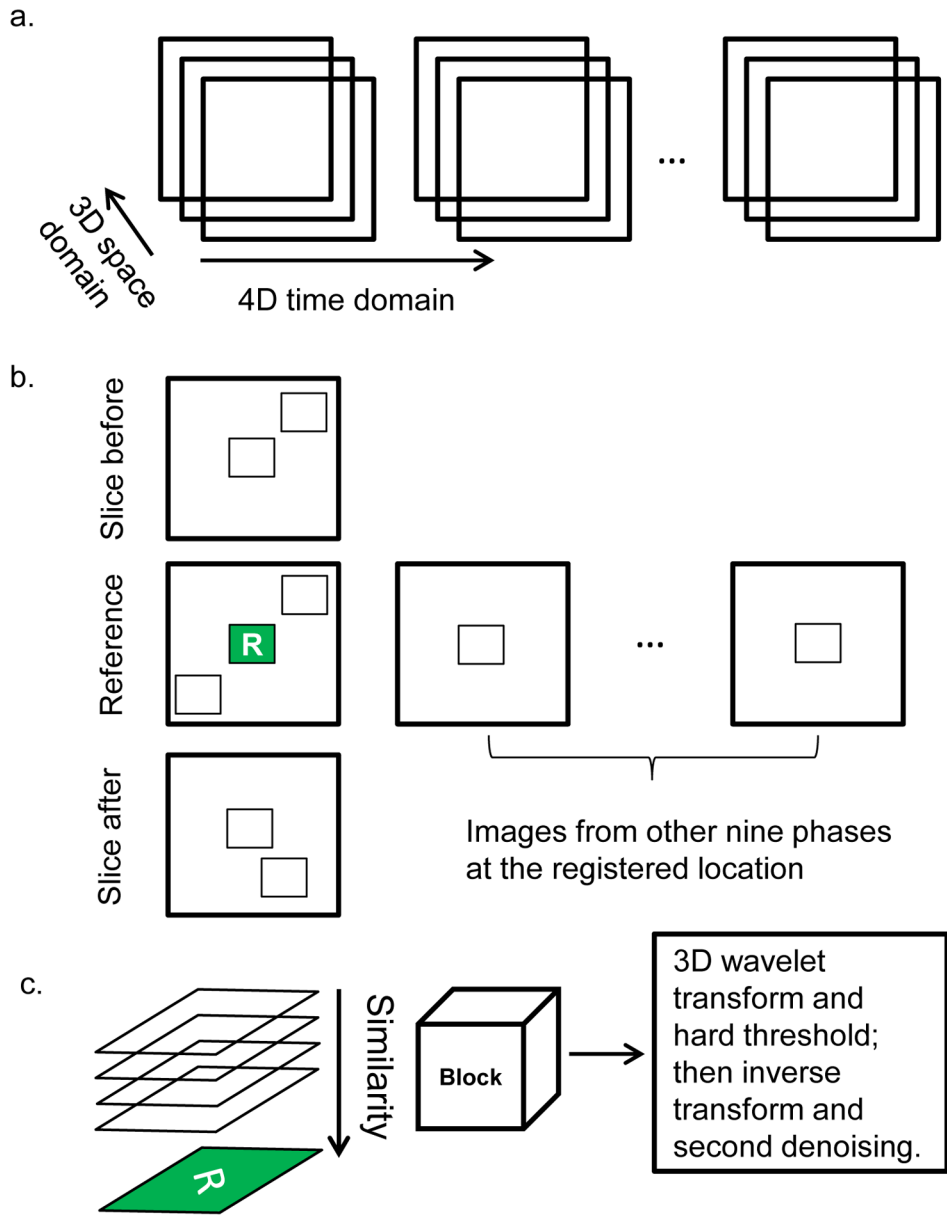 a.
...
3D space
domain
4D time domain
b.
Slice before
Reference
R
...
Slice after
Images from other nine phases
at the registered location
c.
Similarity
R
Block
3D wavelet
transform and
hard threshold;
then inverse
transform and
second denoising.